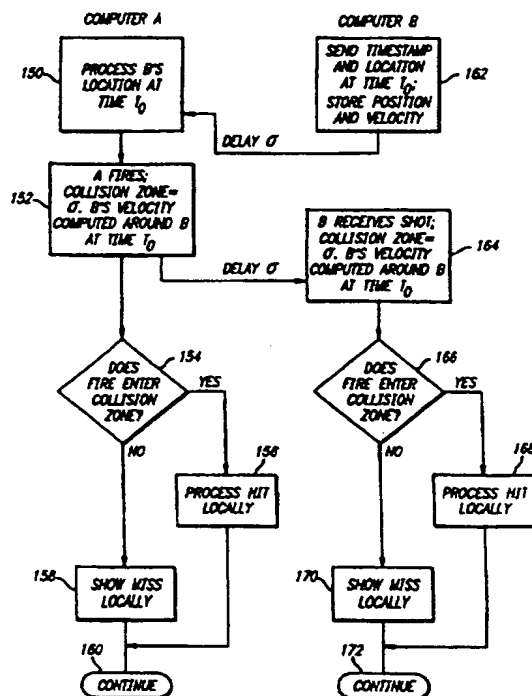 COMPUTER A
COMPUTER B
150
PROCESS B'S
LOCATION AT
TIME T0
SEND TIMESTAMP
AND LOCATION
AT TIME T0;
STORE POSITION
AND VELOCITY
162
DELAY σ
152
A FIRES;
COLLISION ZONE=
σ. B'S VELOCITY
COMPUTED AROUND B
AT TIME T0
DELAY σ
B RECEIVES SHOT;
COLLISION ZONE=
σ. B'S VELOCITY
COMPUTED AROUND B
AT TIME T0
164
154
DOES
FIRE ENTER
COLLISION
ZONE?
YES
NO
156
PROCESS HIT
LOCALLY
158
SHOW MISS
LOCALLY
160
CONTINUE
166
DOES
FIRE ENTER
COLLISION
ZONE?
YES
NO
168
PROCESS HIT
LOCALLY
170
SHOW MISS
LOCALLY
172
CONTINUE